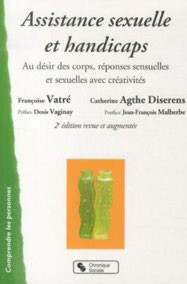 Assistance sexuelle
et handicaps
Au désir des corps, réponses sensuelles
et sexuelles avec créativités
Françoise Vatré
Catherine Agthe Diserens
Préface Denis Vaginay
Postface Jean-François Malherbe
2e édition revue et augmentée
Comprendre les personnes
Chronique
Sociale